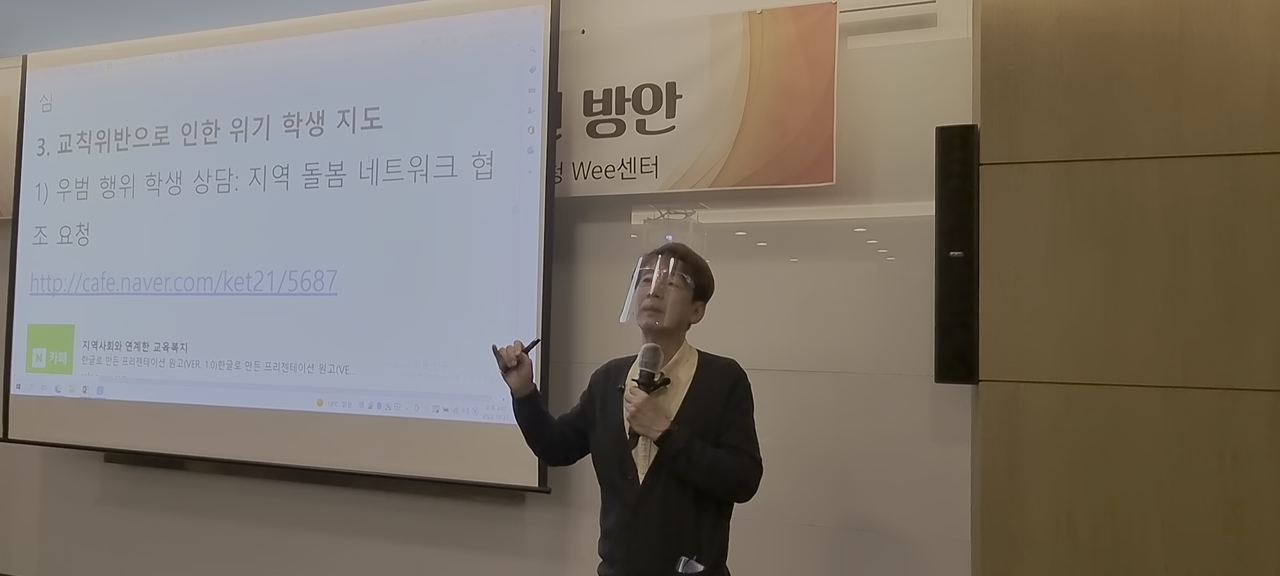 심
3. 교칙위반으로 인한 위기 학생 지도
1) 우범 행위 학생 상담: 지역 돌봄 네트워크 협
조 요청
http://cafe.naver.com/ket21/5687
N 카페
지역사회와 연계한 교육복지
한글로 만든 프리젠테이션 원고(VER. 1.0)한글로 만든 프리젠테이션 원고(VE...
방안
Wee센터